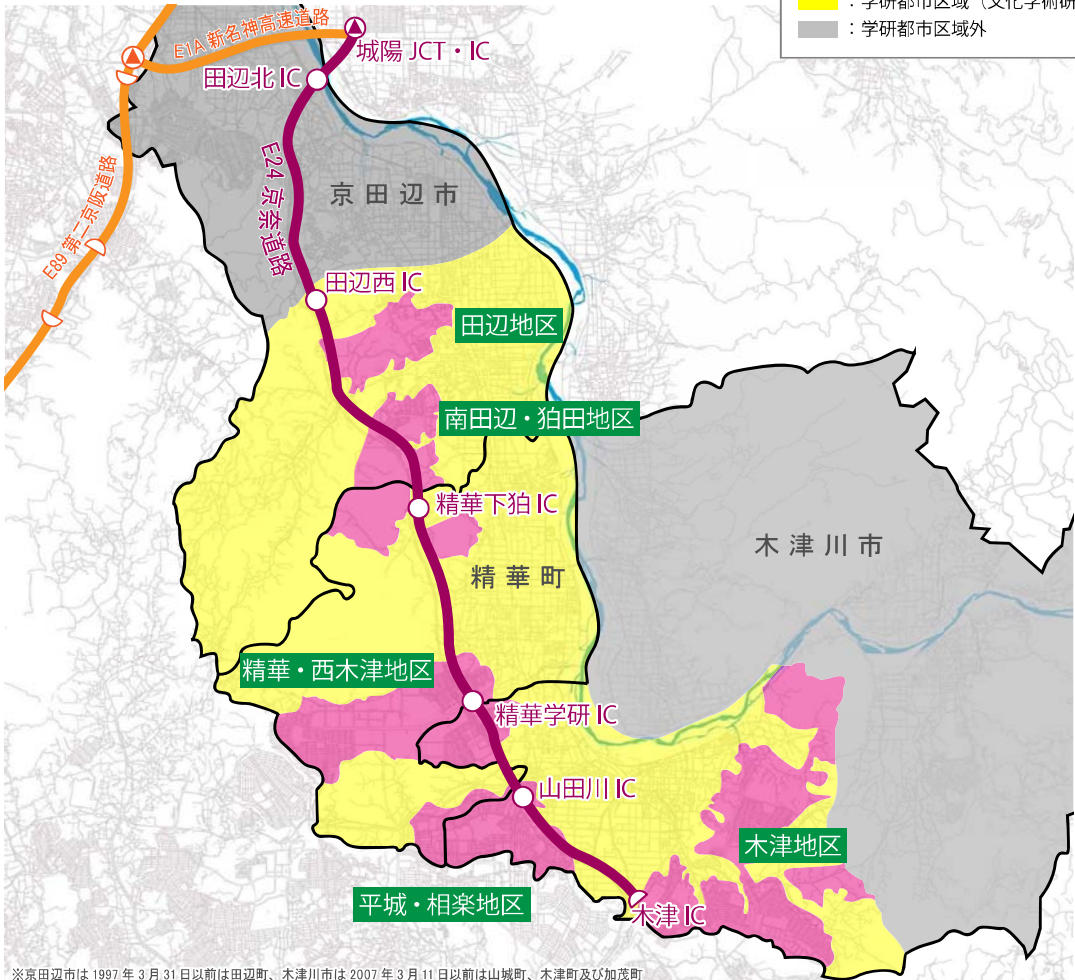 ：学研都市区域（文化学術研
：学研都市区域外
E1A 新名神高速道路
城陽 JCT・IC
田辺北 IC
E24 京奈道路
京田辺市
E89 第二京阪道路
田辺西 IC
田辺地区
南田辺・狛田地区
精華下狛 IC
木津川市
精華町
精華・西木津地区
精華学研 IC
山田川 IC
木津地区
平城・相楽地区
木津 IC
※京田辺市は 1997 年 3 月 31 日以前は田辺町、木津川市は 2007 年 3 月 11 日以前は山城町、木津町及び加茂町